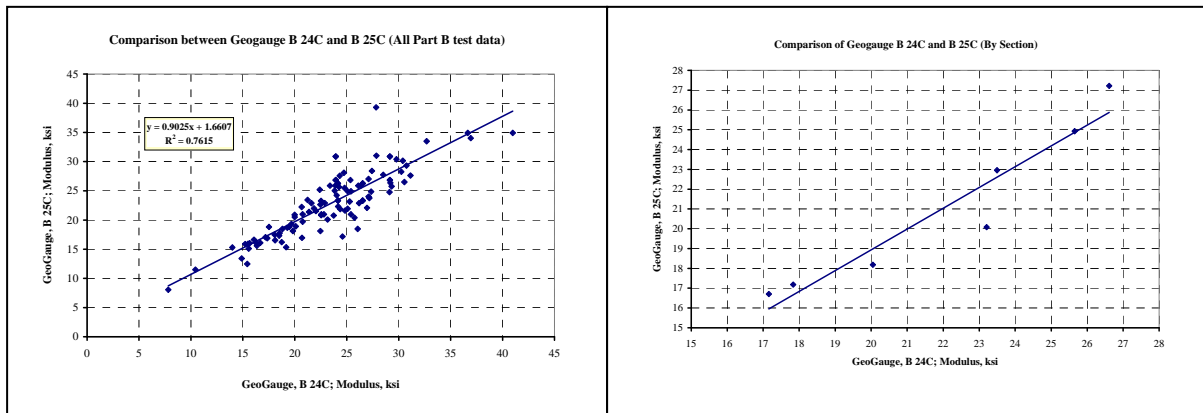 Comparison between Geogauge B 24C and B 25C (All Part B test data)
GeoGauge, B 25C; Modulus, ksi
45
40
35
30
25
20
15
10
5
0
y = 0.9025x + 1.6607
R² = 0.7615
0 5 10 15 20 25 30 35 40 45
GeoGauge, B 24C; Modulus, ksi
Comparison of Geogauge B 24C and B 25C (By Section)
GeoGauge, B 25C; Modulus, ksi
28
27
26
25
24
23
22
21
20
19
18
17
16
15
15 16 17 18 19 20 21 22 23 24 25 26 27 28
GeoGauge, B 24C; Modulus, ksi